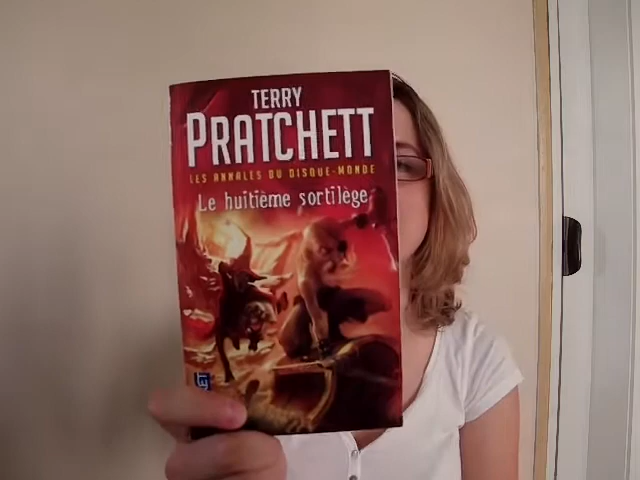 TERRY
PRATCHETT
LES ANNALES DU DISQUE-MONDE
Le huitième sortilège